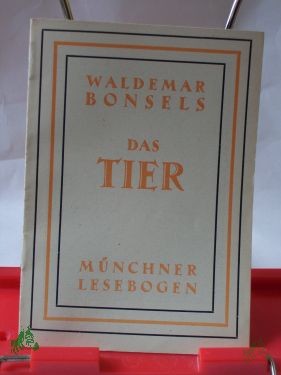 WALDEMAR
BONSELS
DAS
TIER
MÜNCHNER
LESEBOGEN